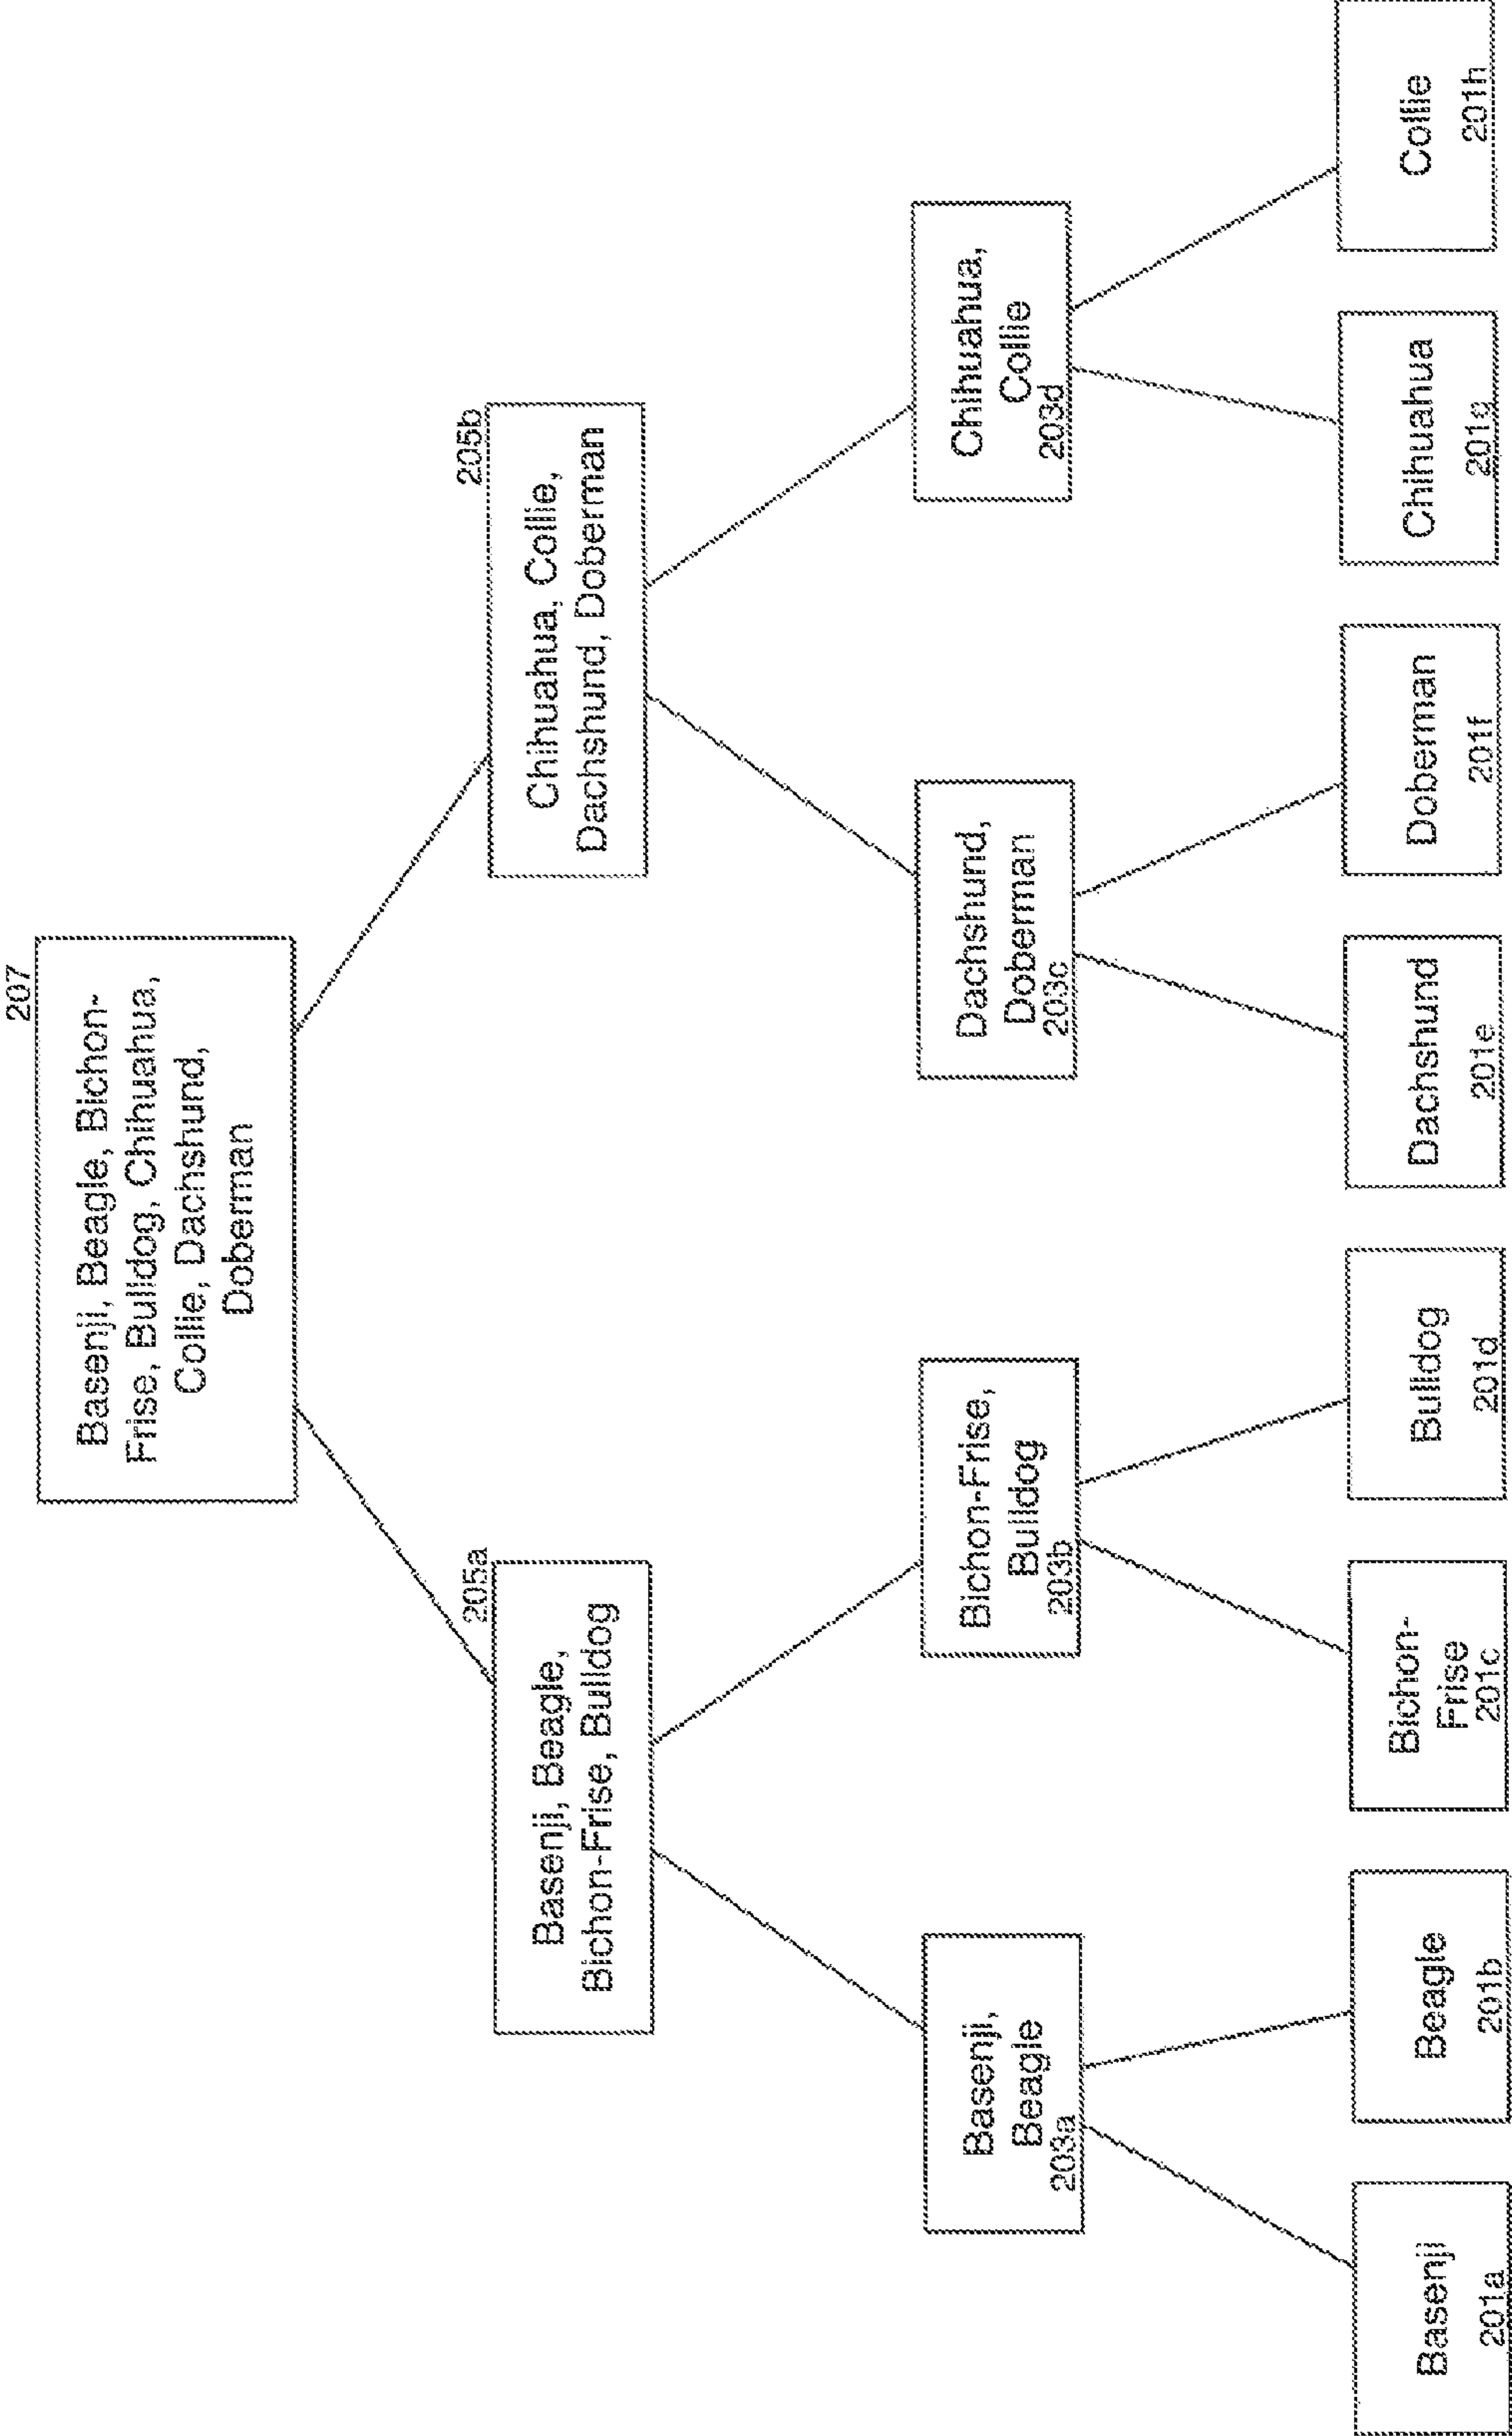 207
Basenji, Beagle, Bichon-
Frise, Bulldog, Chihuahua,
Collie, Dachshund,
Doberman
205a
Basenji, Beagle,
Bichon-Frise, Bulldog
205b
Chihuahua, Collie,
Dachshund, Doberman
Basenji,
Beagle
203a
Bichon-Frise,
Bulldog
203b
Dachshund,
Doberman
203c
Chihuahua,
Collie
203d
Basenji
201a
Beagle
201b
Bichon-
Frise
201c
Bulldog
201d
Dachshund
201e
Doberman
201f
Chihuahua
201g
Collie
201h